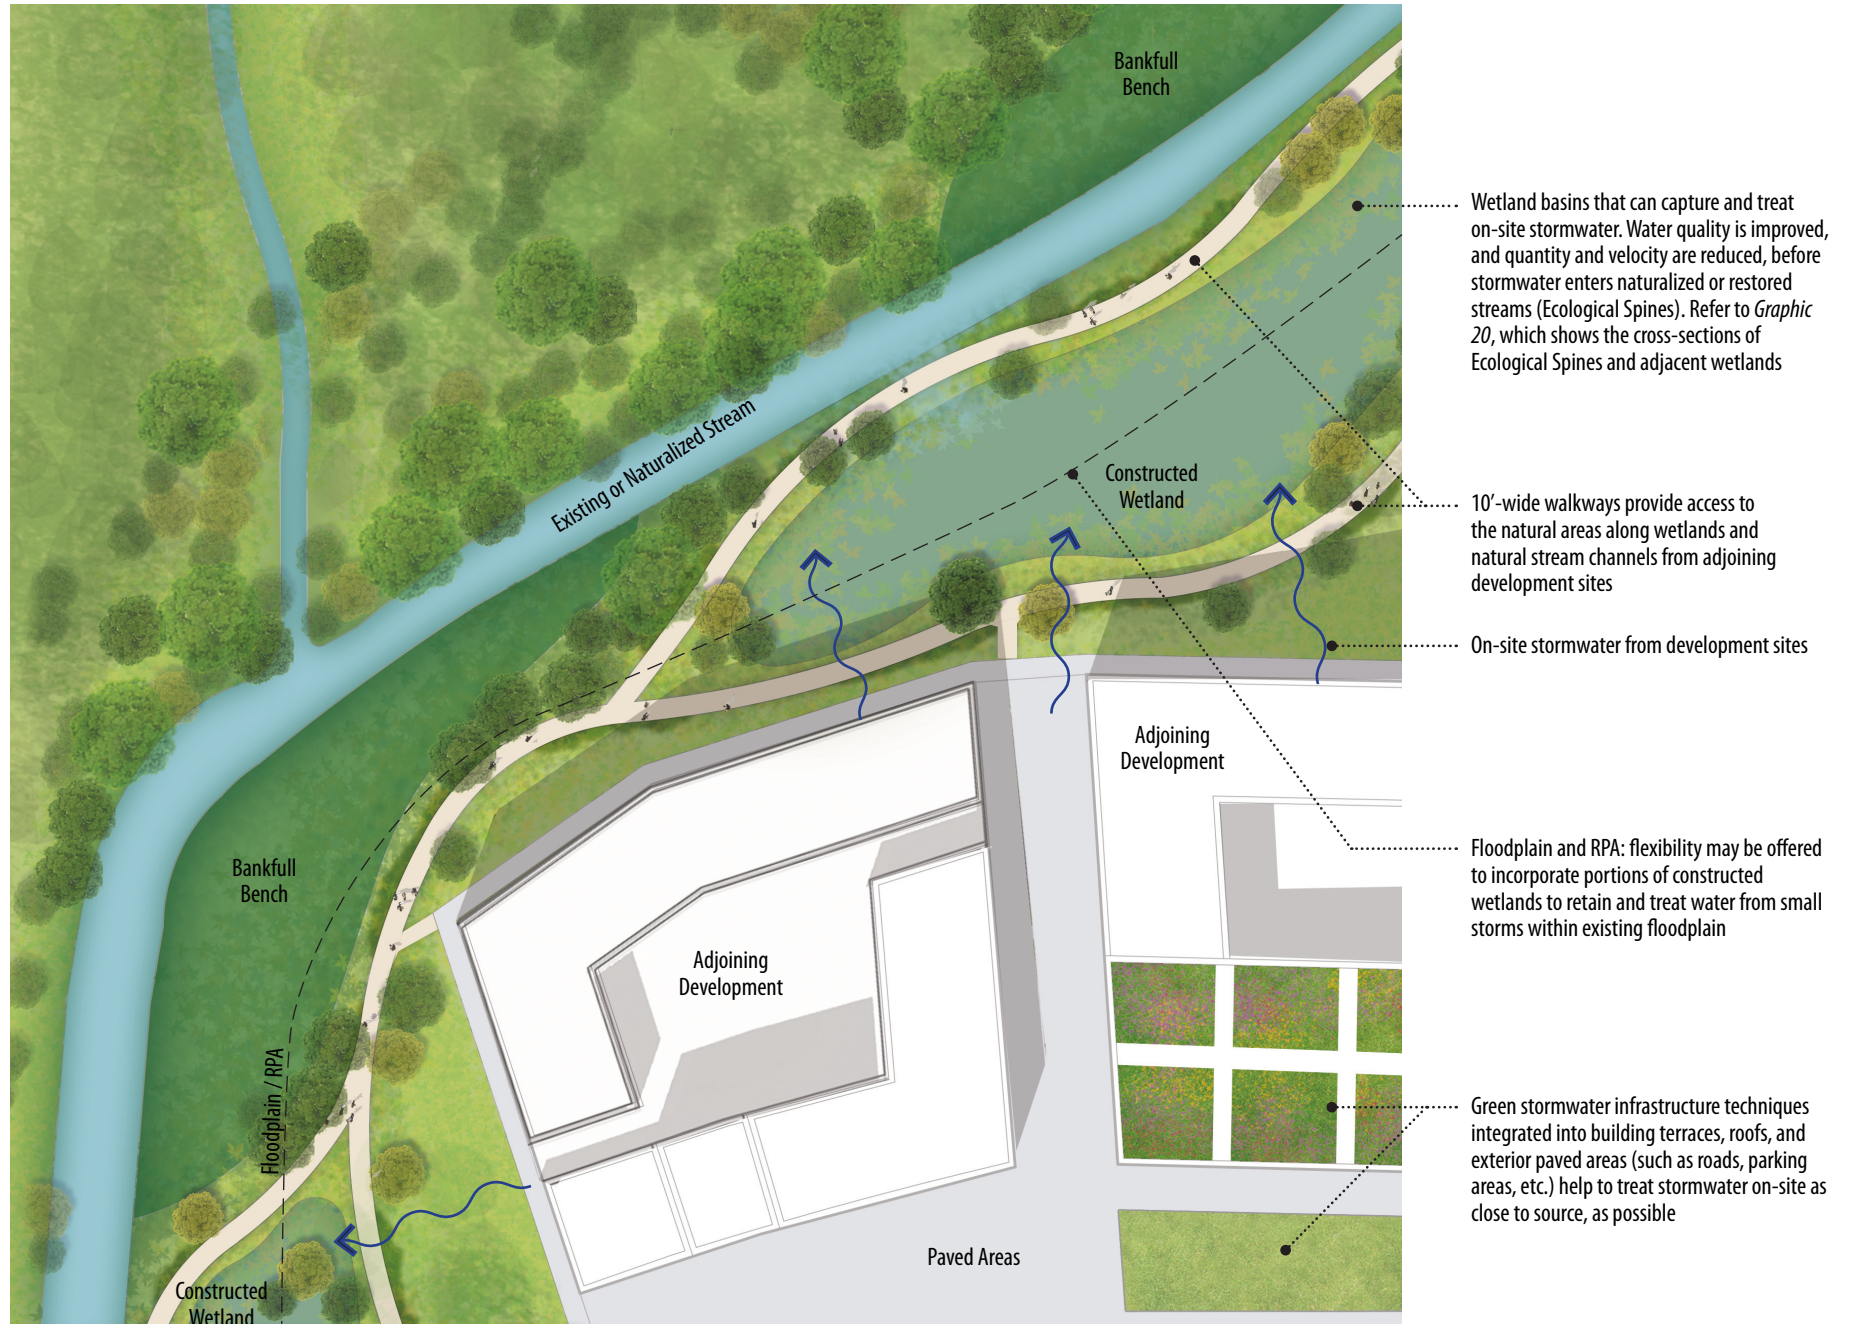 Bankfull
Bench
Existing or Naturalized Stream
Constructed
Wetland
Adjoining
Development
Bankfull
Bench
Adjoining
Development
Floodplain / RPA
Paved Areas
Constructed
Wetland
Wetland basins that can capture and treat
on-site stormwater. Water quality is improved,
and quantity and velocity are reduced, before
stormwater enters naturalized or restored
streams (Ecological Spines). Refer to Graphic
20, which shows the cross-sections of
Ecological Spines and adjacent wetlands
10′-wide walkways provide access to
the natural areas along wetlands and
natural stream channels from adjoining
development sites
On-site stormwater from development sites
Floodplain and RPA: flexibility may be offered
to incorporate portions of constructed
wetlands to retain and treat water from small
storms within existing floodplain
Green stormwater infrastructure techniques
integrated into building terraces, roofs, and
exterior paved areas (such as roads, parking
areas, etc.) help to treat stormwater on-site as
close to source, as possible